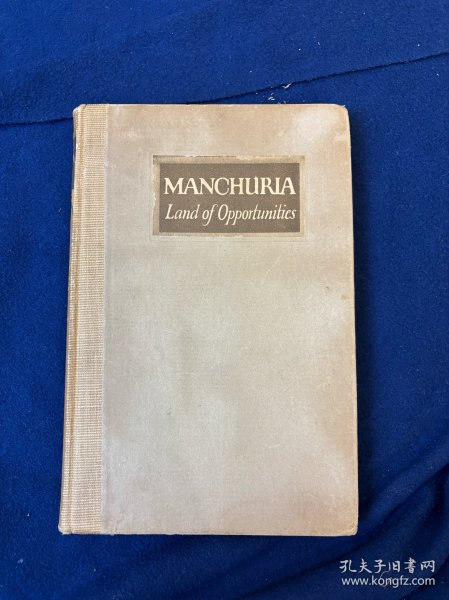 MANCHURIA
Land of Opportunities
孔夫子旧书网
www.kongfz.com